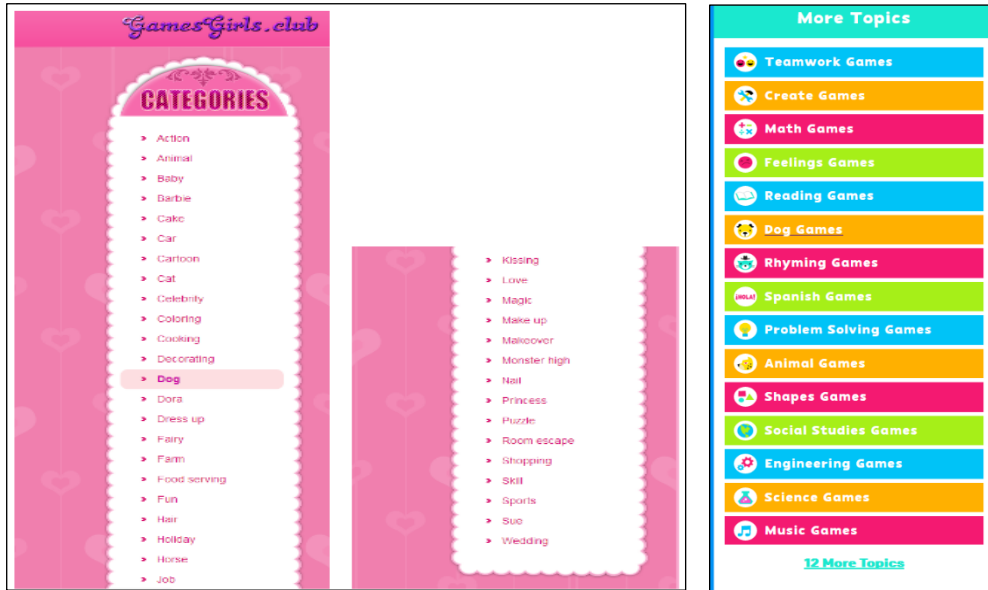 GamesGirls.club
CATEGORIES
Action
Animal
Baby
Barbie
Cake
Car
Cartoon
Cat
Celebrity
Coloring
Cooking
Decorating
Dog
Dora
Dress up
Fairy
Farm
Food serving
Fun
Hair
Holiday
Horse
Job
Kissing
Love
Magic
Make up
Makeover
Monster high
Nail
Princess
Puzzle
Room escape
Shopping
Skill
Sports
Sue
Wedding
More Topics
Teamwork Games
Create Games
Math Games
Feelings Games
Reading Games
Dog Games
Rhyming Games
¡HOLA! Spanish Games
Problem Solving Games
Animal Games
Shapes Games
Social Studies Games
Engineering Games
Science Games
Music Games
12 More Topics